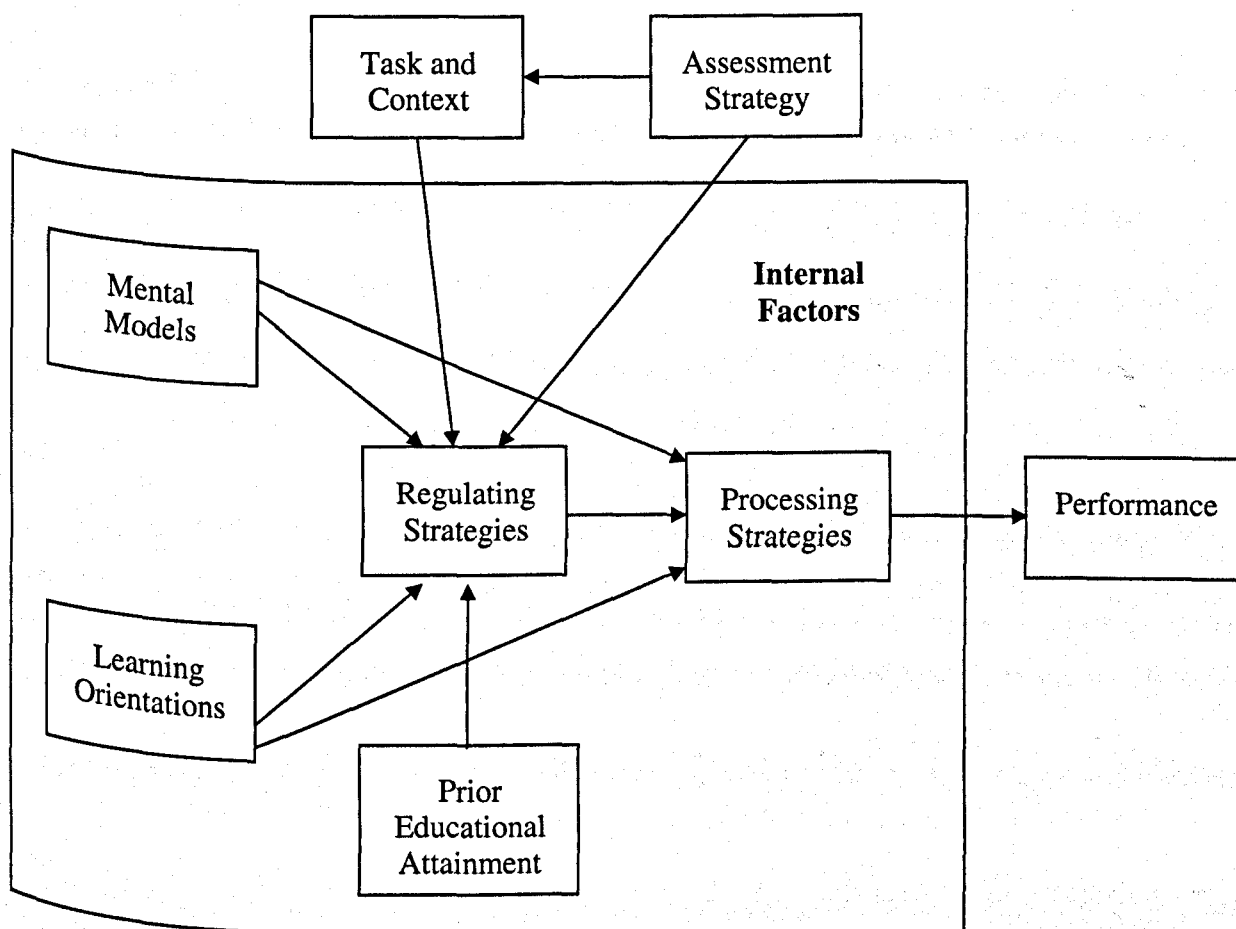 Task and
Context
Assessment
Strategy
Mental
Models
Internal
Factors
Regulating
Strategies
Processing
Strategies
Performance
Learning
Orientations
Prior
Educational
Attainment